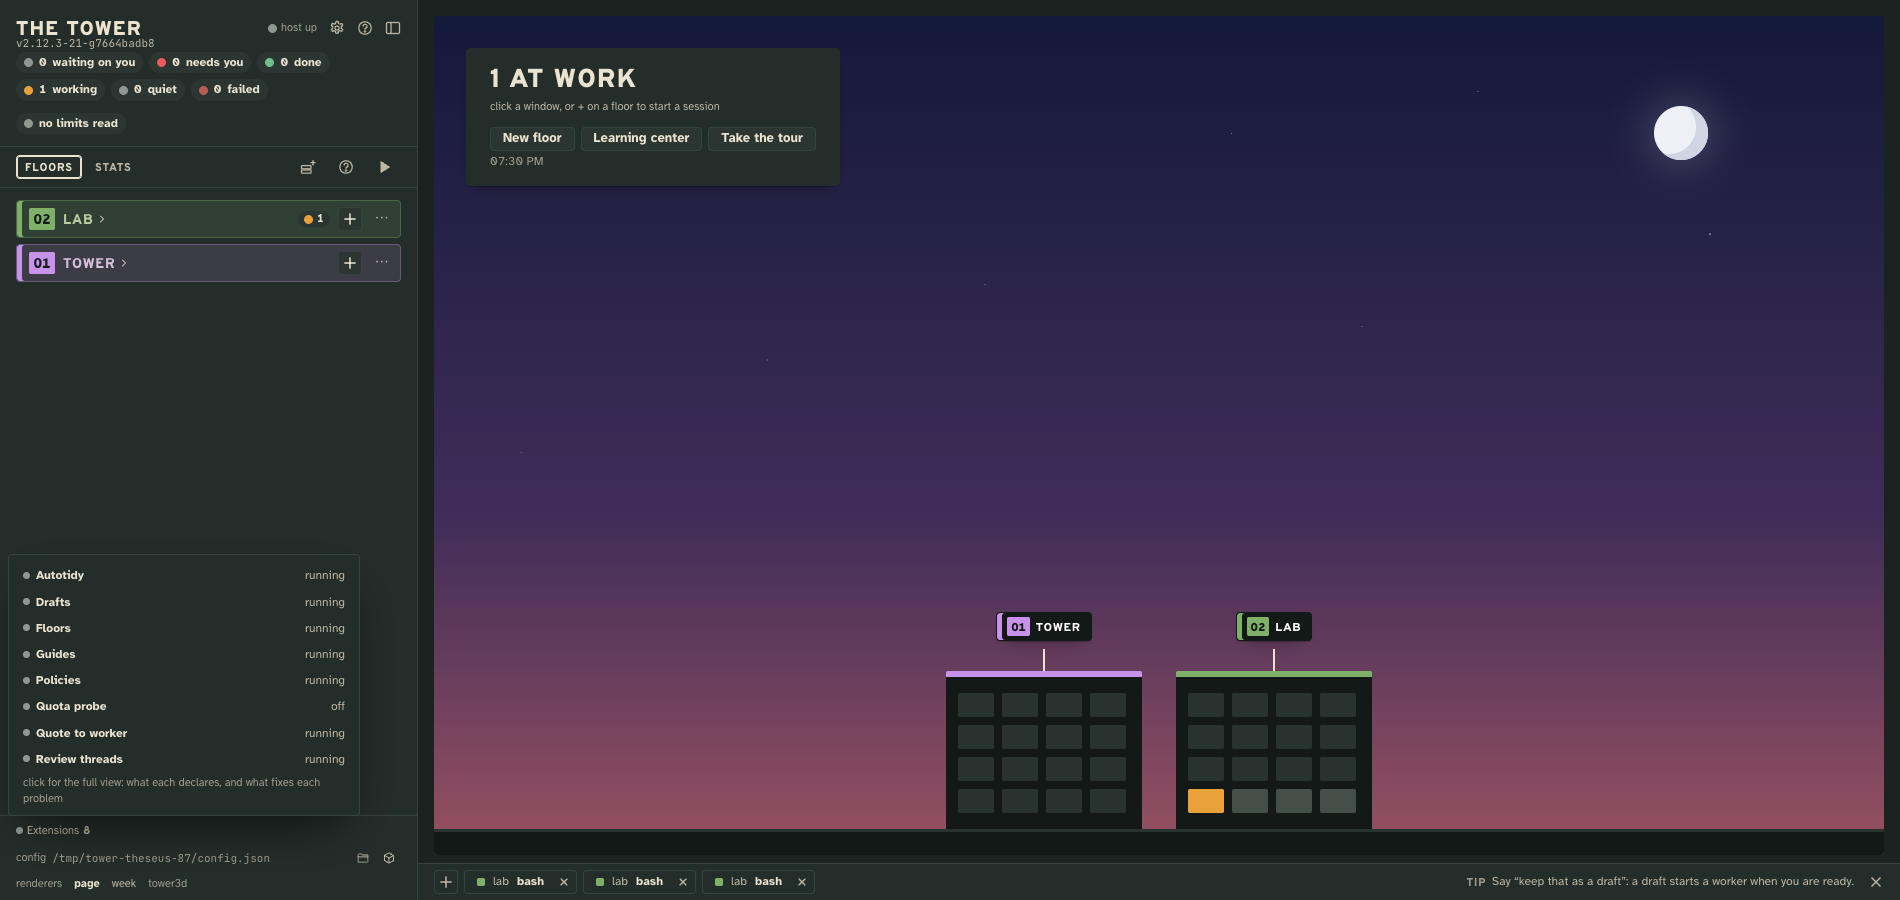 THE TOWER
host up
v2.12.3-21-g7664badb8
0 waiting on you
0 needs you
0 done
1 working
0 quiet
0 failed
no limits read
FLOORS
STATS
02 LAB
1
01 TOWER
Autotidy running
Drafts running
Floors running
Guides running
Policies running
Quota probe off
Quote to worker running
Review threads running
click for the full view: what each declares, and what fixes each
problem
Extensions 8
config /tmp/tower-theseus-87/config.json
renderers page week tower3d
1 AT WORK
click a window, or + on a floor to start a session
New floor
Learning center
Take the tour
07:30 PM
01 TOWER
02 LAB
lab bash
lab bash
lab bash
TIP Say “keep that as a draft”: a draft starts a worker when you are ready.